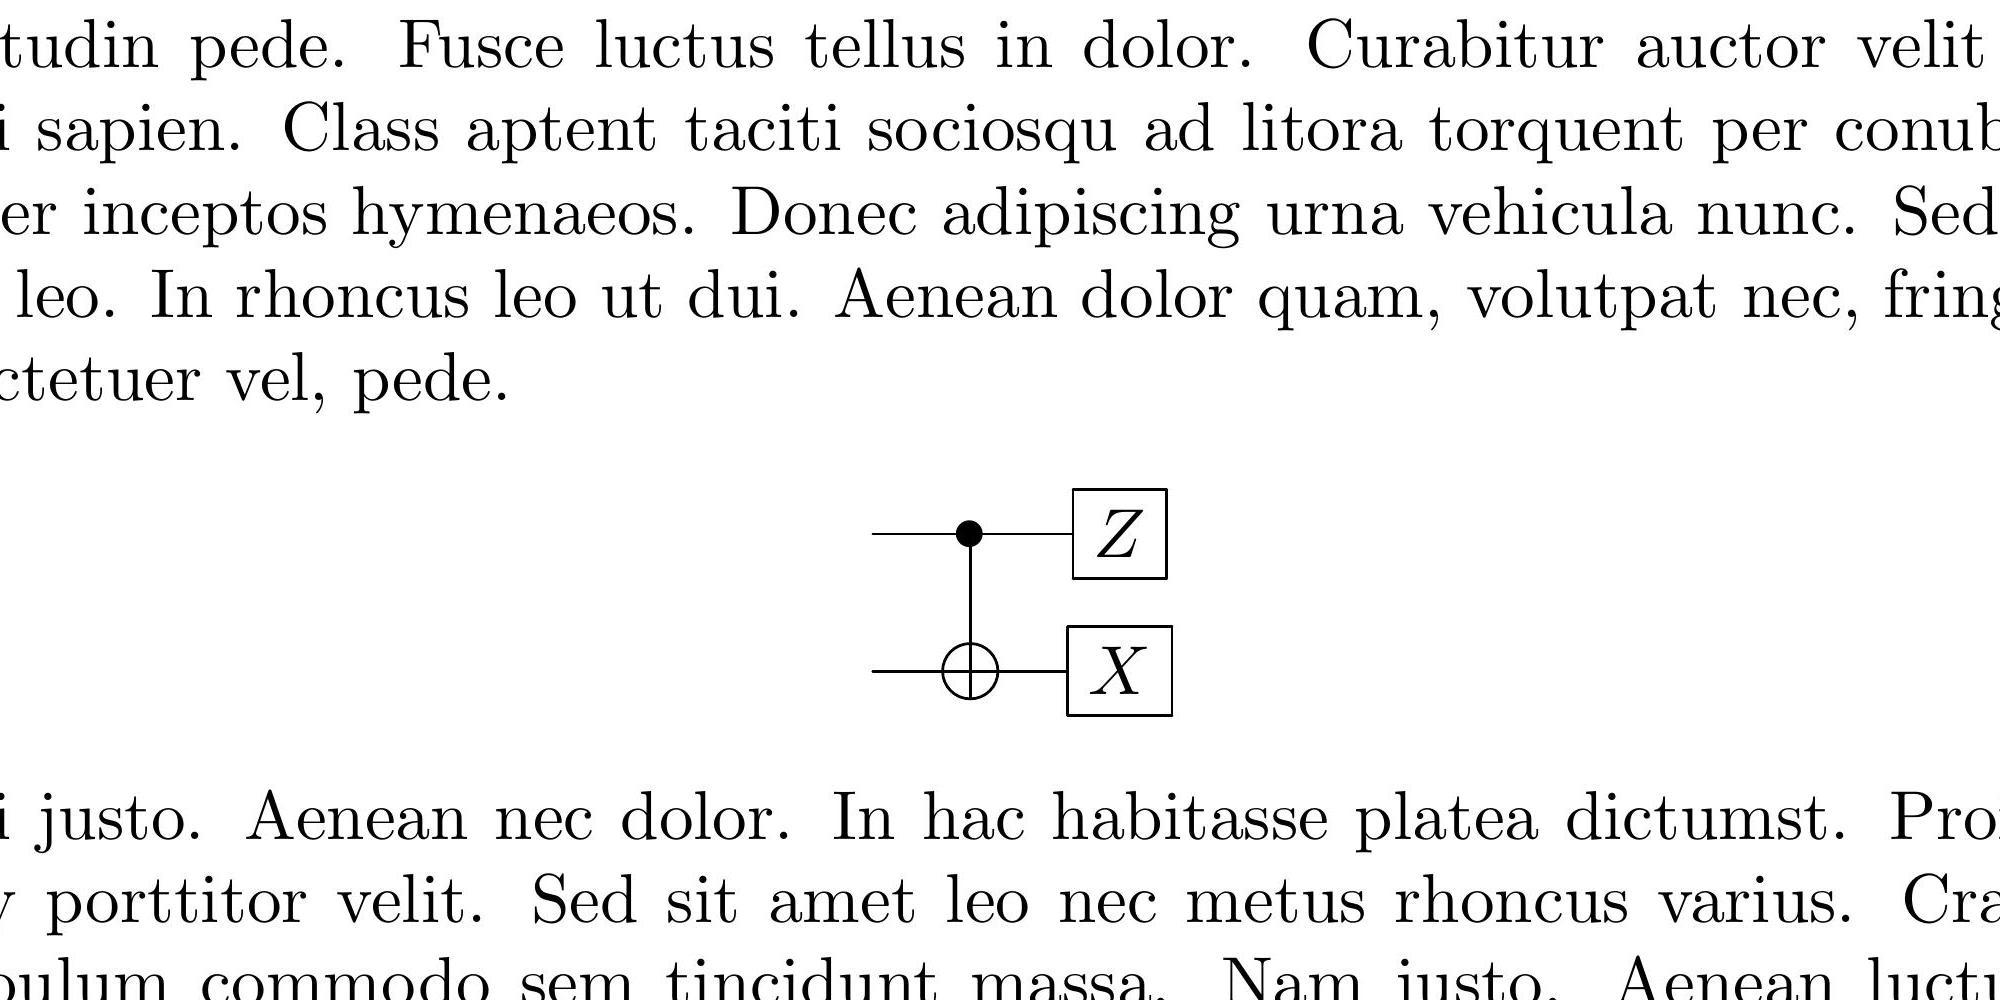 tudin pede. Fusce luctus tellus in dolor. Curabitur auctor velit
i sapien. Class aptent taciti sociosqu ad litora torquent per conub
er inceptos hymenaeos. Donec adipiscing urna vehicula nunc. Sed
leo. In rhoncus leo ut dui. Aenean dolor quam, volutpat nec, fring
ctetuer vel, pede.
Z
X
i justo. Aenean nec dolor. In hac habitasse platea dictumst. Proi
y porttitor velit. Sed sit amet leo nec metus rhoncus varius. Cra
bulum commodo sem tincidunt massa. Nam justo. Aenean luctu